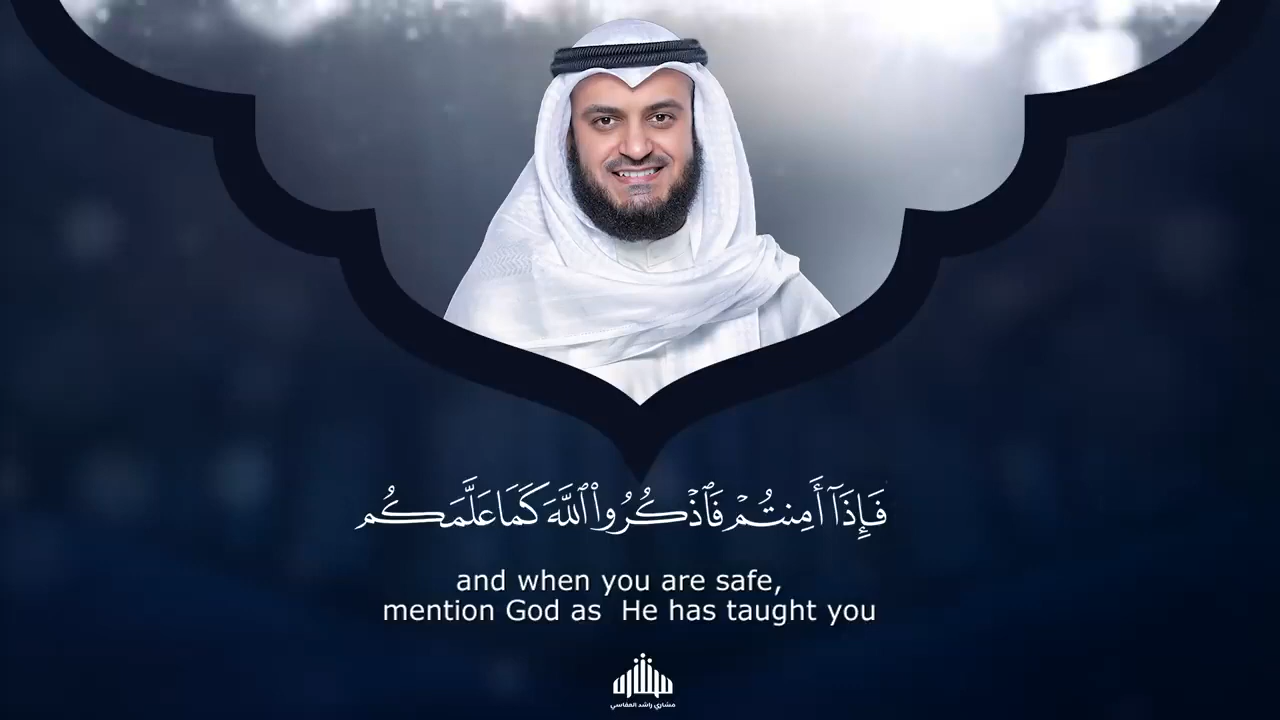 فَإِذَآ أَمِنتُمْ فَٱذْكُرُوا۟ ٱللَّهَ كَمَا عَلَّمَكُم
and when you are safe,
mention God as  He has taught you
مشاري راشد العفاسي